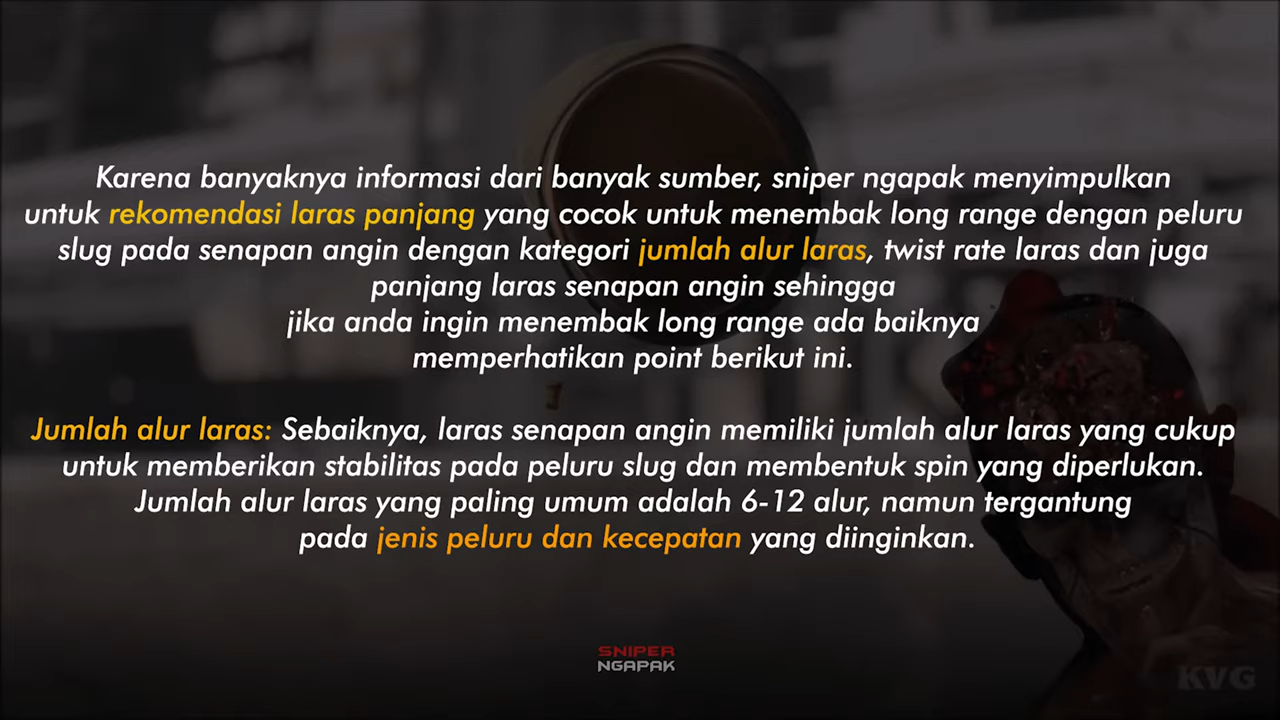 Karena banyaknya informasi dari banyak sumber, sniper ngapak menyimpulkan
untuk rekomendasi laras panjang yang cocok untuk menembak long range dengan peluru
slug pada senapan angin dengan kategori jumlah alur laras, twist rate laras dan juga
panjang laras senapan angin sehingga
jika anda ingin menembak long range ada baiknya
memperhatikan point berikut ini.
Jumlah alur laras: Sebaiknya, laras senapan angin memiliki jumlah alur laras yang cukup
untuk memberikan stabilitas pada peluru slug dan membentuk spin yang diperlukan.
Jumlah alur laras yang paling umum adalah 6-12 alur, namun tergantung
pada jenis peluru dan kecepatan yang diinginkan.
SNIPER
NGAPAK
KVG